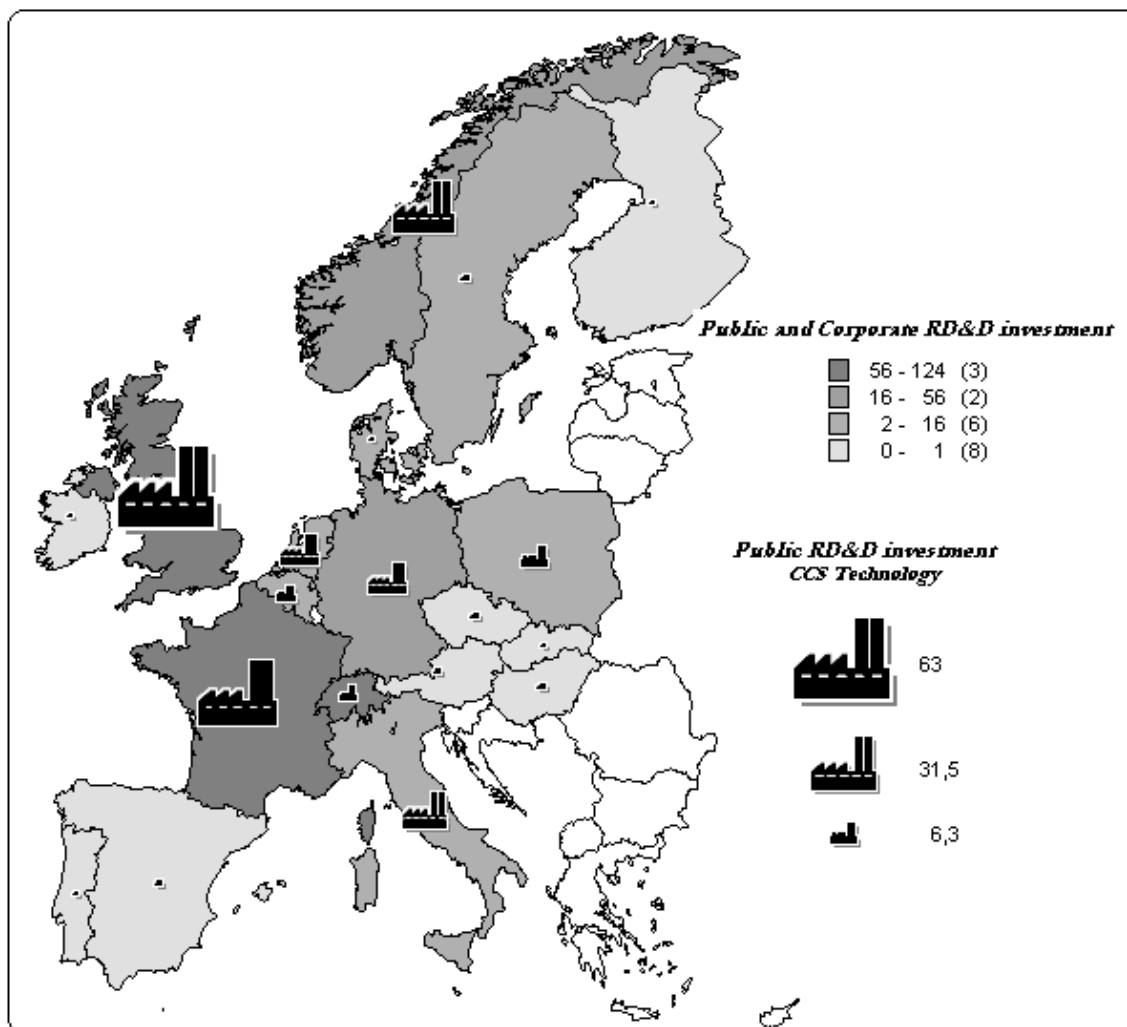 Public and Corporate RD&D investment
56 - 124 (3)
16 - 56 (2)
2 - 16 (6)
0 - 1 (8)
Public RD&D investment
CCS Technology
63
31,5
6,3